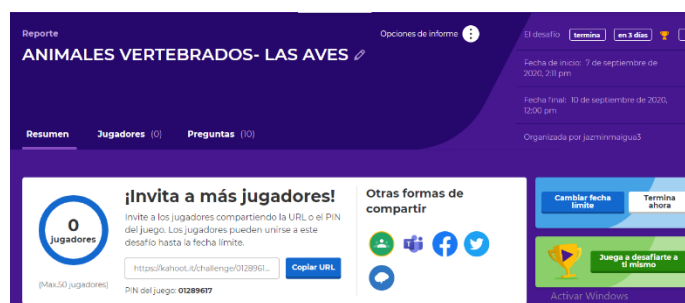 Reporte
ANIMALES VERTEBRADOS- LAS AVES
Opciones de informe
El desafío termina en 3 días
Fecha de inicio: 7 de septiembre de
2020, 2:11 pm
Fecha final: 10 de septiembre de 2020,
12:00 pm
Organizada por jazminmaigua3
Resumen Jugadores (0) Preguntas (10)
0
jugadores
(Max.50 jugadores)
¡Invita a más jugadores!
Invite a los jugadores compartiendo la URL o el PIN
del juego. Los jugadores pueden unirse a este
desafío hasta la fecha límite.
https://kahoot.it/challenge/012896l... Copiar URL
PIN del juego: 01289617
Otras formas de
compartir
Cambiar fecha
límite
Termina
ahora
Juega a desafiarte a
ti mismo
Activar Windows